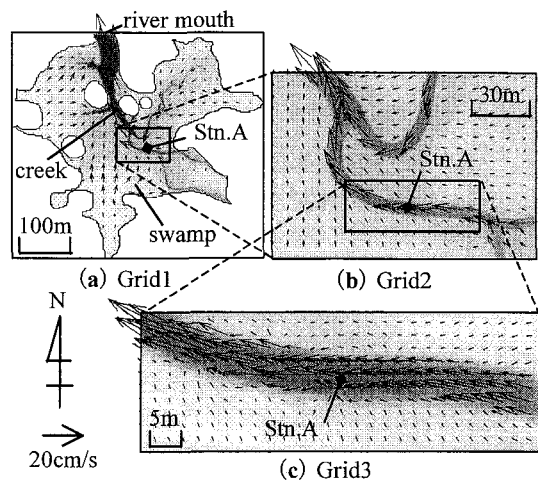 river mouth
Stn.A
creek
100m
swamp
(a) Grid1
30m
Stn.A
(b) Grid2
N
20cm/s
5m
Stn.A
(c) Grid3